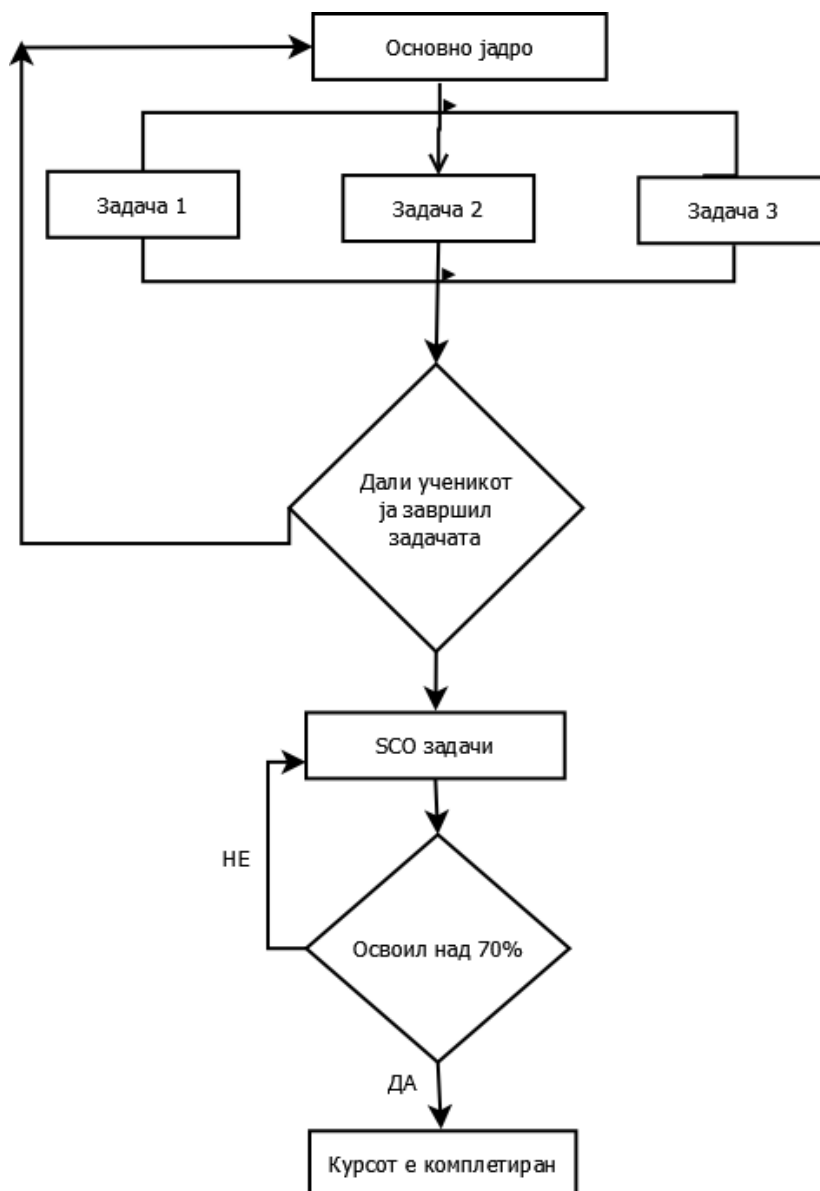 Основно јадро
Задача 1
Задача 2
Задача 3
Дали ученикот
ја завршил
задачата
SCO задачи
НЕ
Освоил над 70%
ДА
Курсот е комплетиран